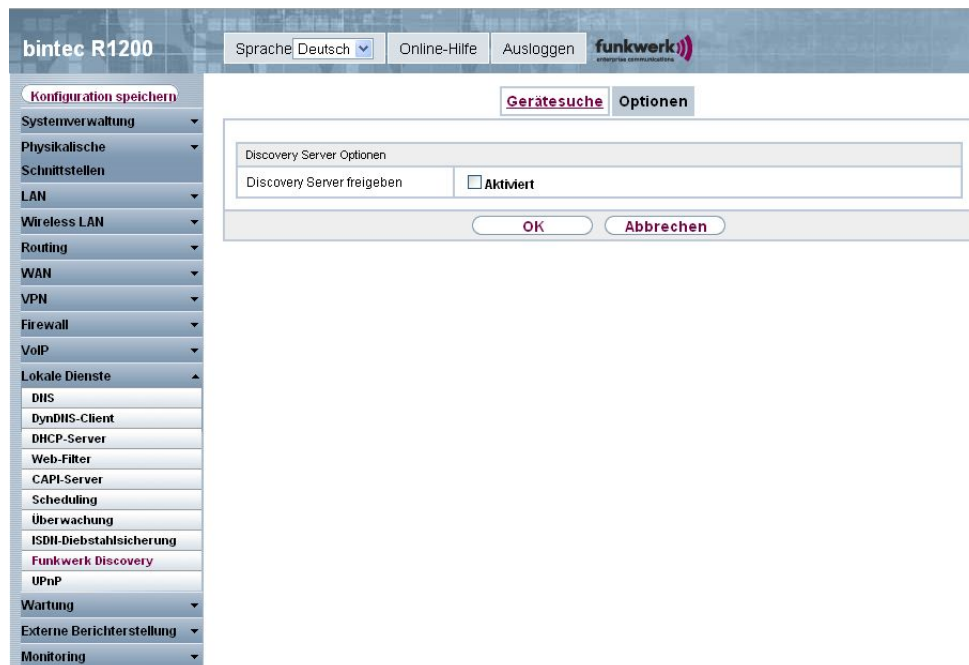 bintec R1200
Sprache Deutsch
Online-Hilfe
Ausloggen
funkwerk
enterprise communications
Konfiguration speichern
Gerätesuche
Optionen
Systemverwaltung
Physikalische
Schnittstellen
LAN
Wireless LAN
Routing
WAN
VPN
Firewall
VoIP
Lokale Dienste
DNS
DynDNS-Client
DHCP-Server
Web-Filter
CAPI-Server
Scheduling
Überwachung
ISDN-Diebstahlsicherung
Funkwerk Discovery
UPnP
Wartung
Externe Berichterstellung
Monitoring
Discovery Server Optionen
Discovery Server freigeben
Aktiviert
OK
Abbrechen